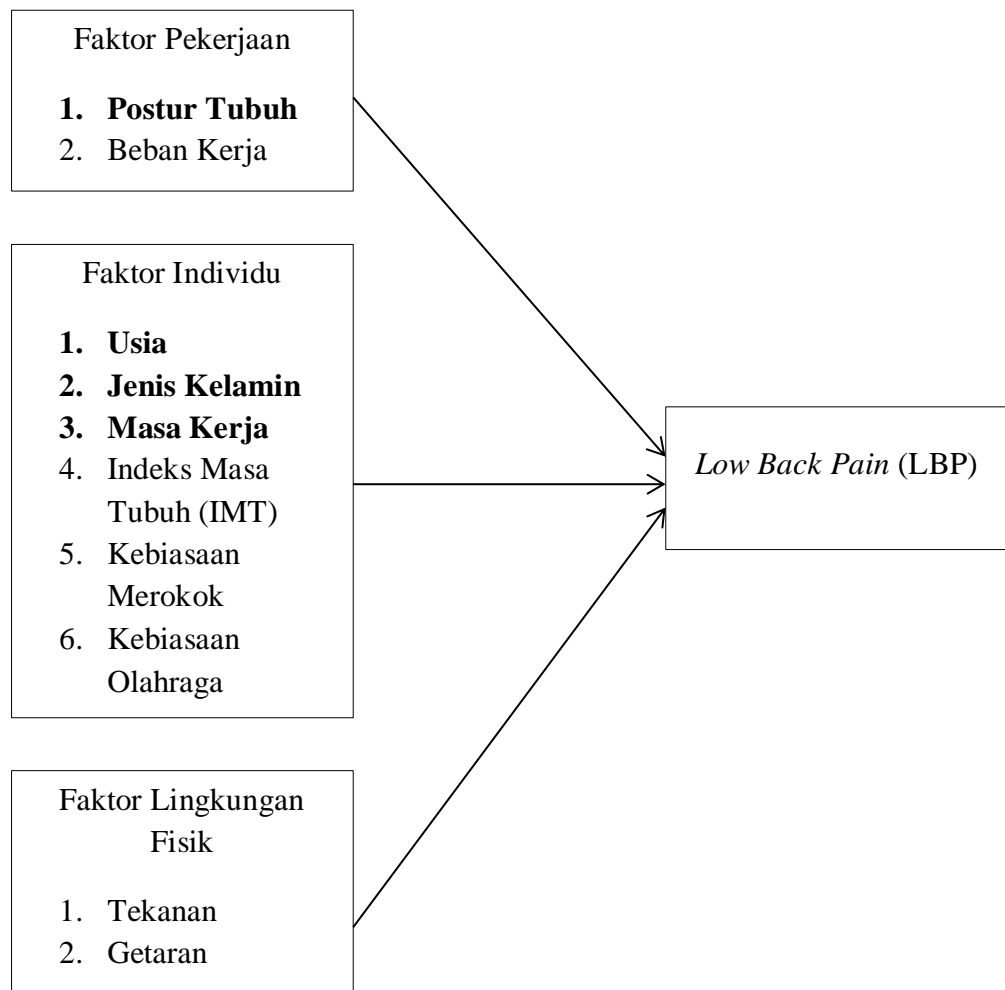 Faktor Pekerjaan
1. Postur Tubuh
2. Beban Kerja
Faktor Individu
1. Usia
2. Jenis Kelamin
3. Masa Kerja
4. Indeks Masa
Tubuh (IMT)
5. Kebiasaan
Merokok
6. Kebiasaan
Olahraga
Low Back Pain (LBP)
Faktor Lingkungan
Fisik
1. Tekanan
2. Getaran